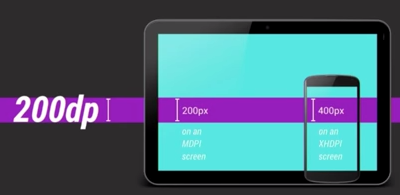 200dp
200px
on an
MDPI
screen
400px
on an
XHDPI
screen